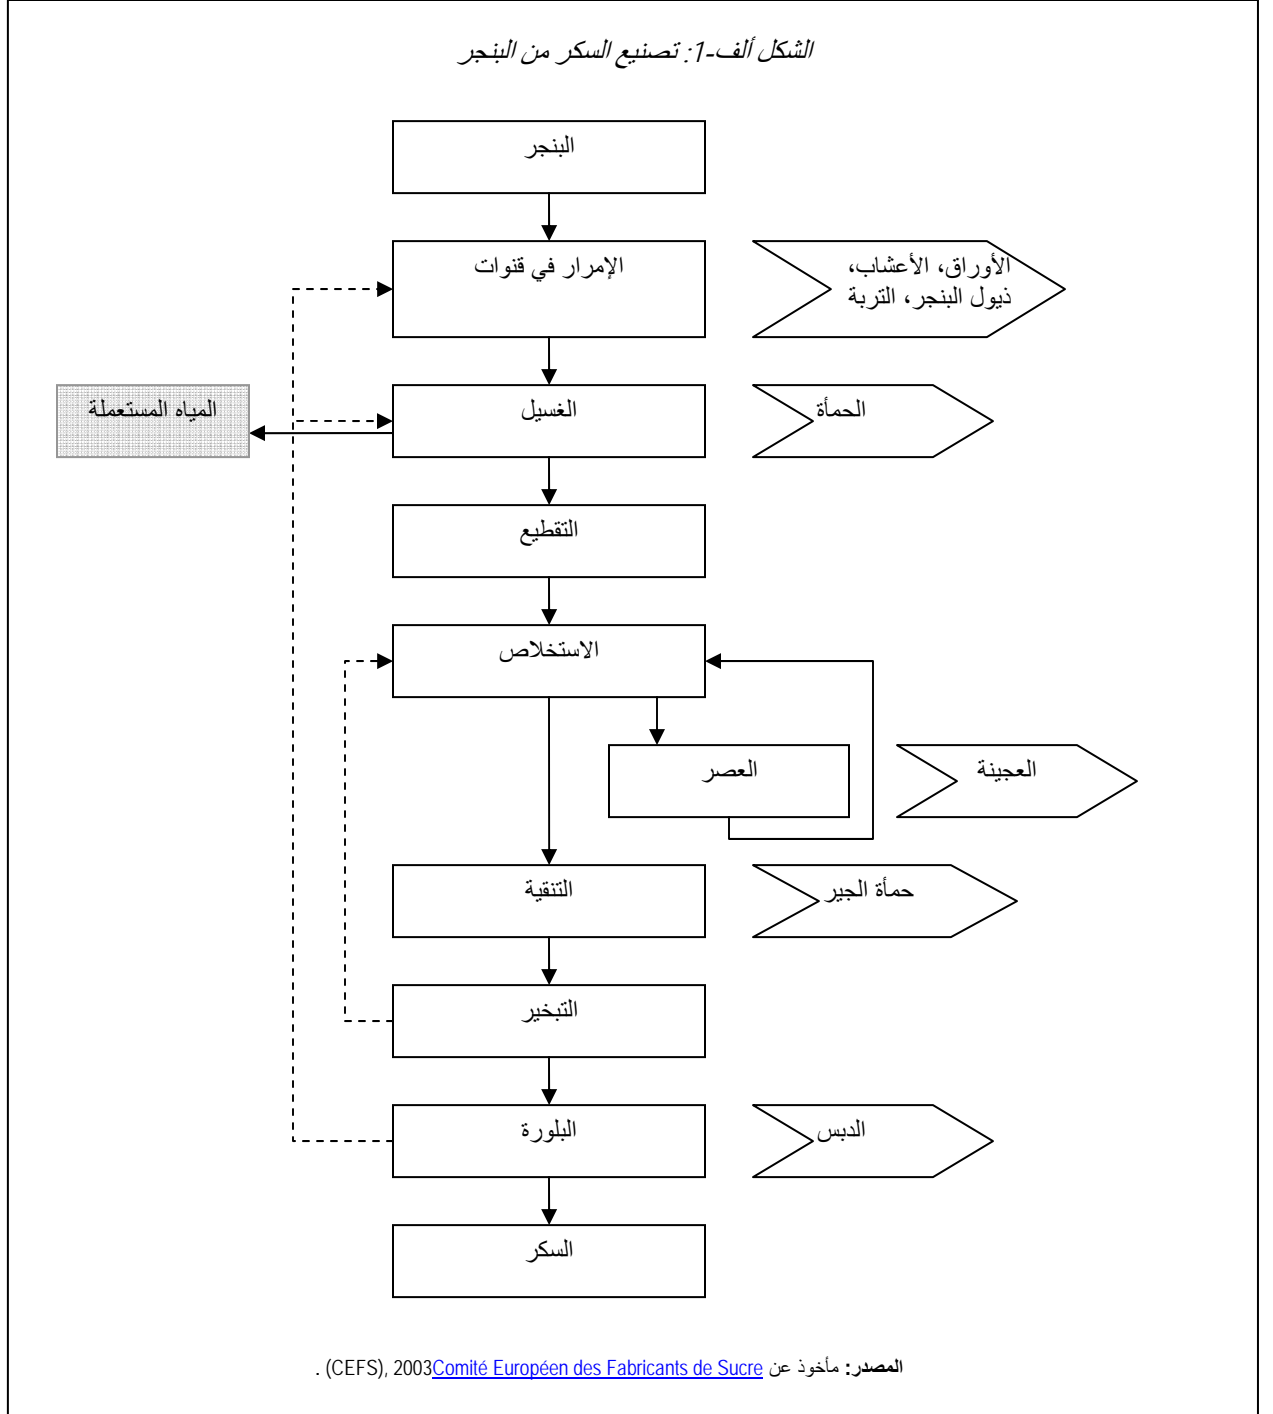 الشكل ألف-1: تصنيع السكر من البنجر
البنجر
الإمرار في قنوات
الأوراق، الأعشاب،
ذيول البنجر، التربة
المياه المستعملة
الغسيل
الحمأة
التقطيع
الاستخلاص
العصر
العجينة
التنقية
حمأة الجير
التبخير
البلورة
الدبس
السكر
المصدر: مأخوذ عن Comité Européen des Fabricants de Sucre (CEFS), 2003.